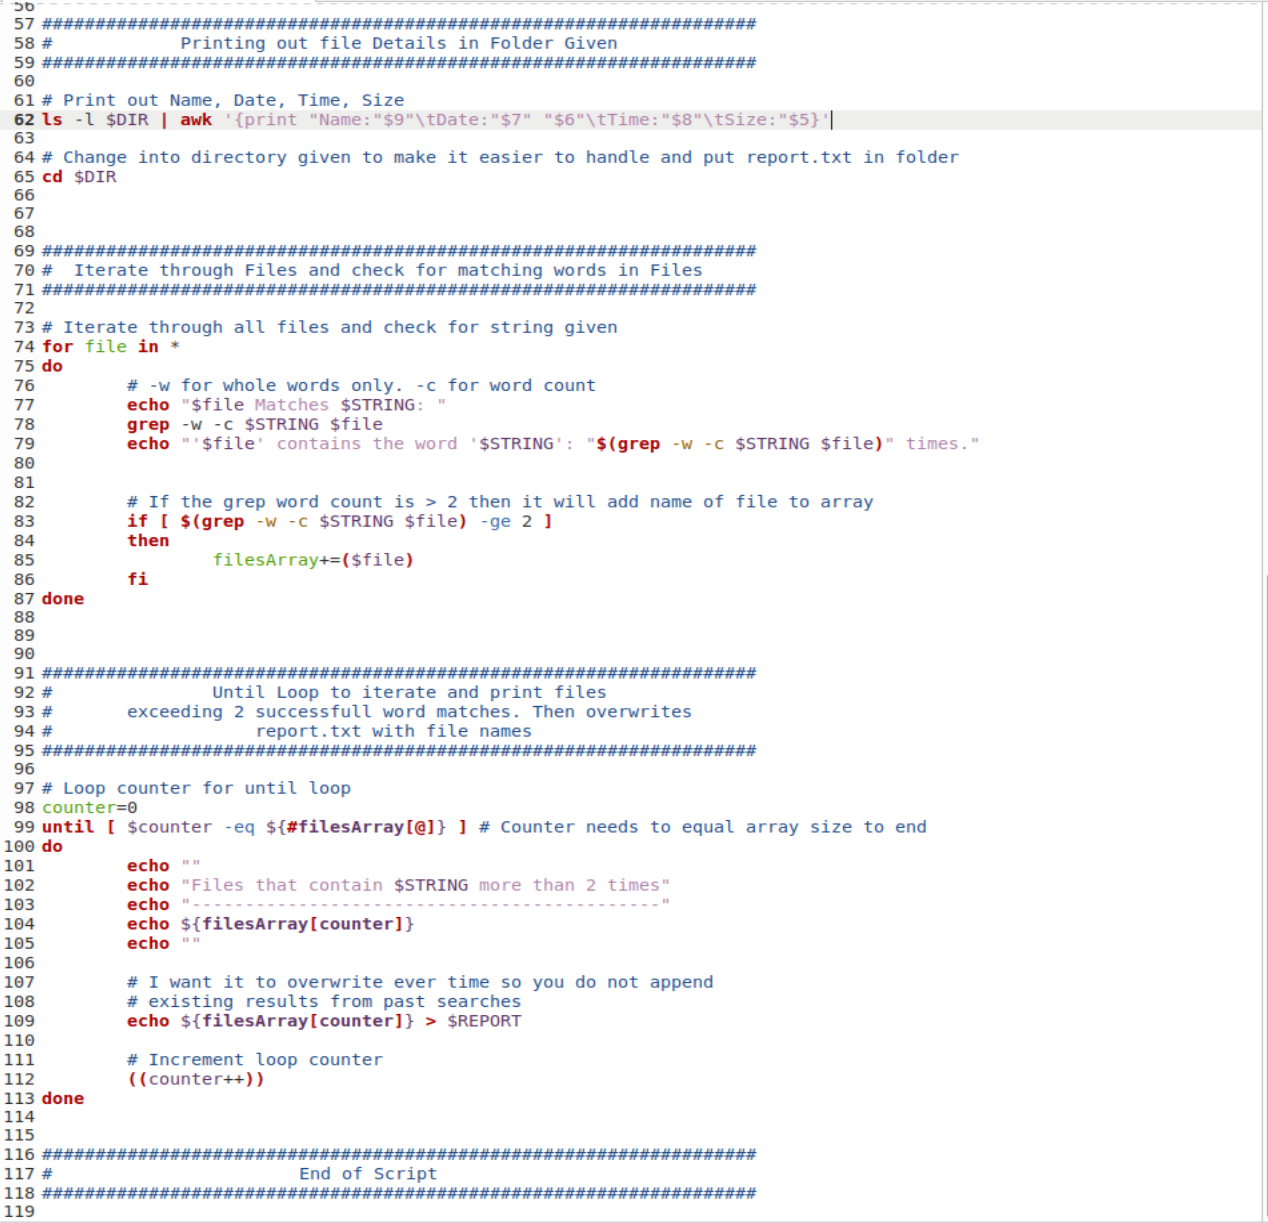 56
57 ###################################################################
58 #            Printing out file Details in Folder Given
59 ###################################################################
60
61 # Print out Name, Date, Time, Size
62 ls -l $DIR | awk '{print "Name:"$9"\tDate:"$7" "$6"\tTime:"$8"\tSize:"$5}'
63
64 # Change into directory given to make it easier to handle and put report.txt in folder
65 cd $DIR
66
67
68
69 ###################################################################
70 #  Iterate through Files and check for matching words in Files
71 ###################################################################
72
73 # Iterate through all files and check for string given
74 for file in *
75 do
76         # -w for whole words only. -c for word count
77         echo "$file Matches $STRING: "
78         grep -w -c $STRING $file
79         echo "'$file' contains the word '$STRING': "$(grep -w -c $STRING $file)" times."
80
81
82         # If the grep word count is > 2 then it will add name of file to array
83         if [ $(grep -w -c $STRING $file) -ge 2 ]
84         then
85                 filesArray+=($file)
86         fi
87 done
88
89
90
91 ###################################################################
92 #               Until Loop to iterate and print files
93 #       exceeding 2 successfull word matches. Then overwrites
94 #                   report.txt with file names
95 ###################################################################
96
97 # Loop counter for until loop
98 counter=0
99 until [ $counter -eq ${#filesArray[@]} ] # Counter needs to equal array size to end
100 do
101         echo ""
102         echo "Files that contain $STRING more than 2 times"
103         echo "--------------------------------------------"
104         echo ${filesArray[counter]}
105         echo ""
106
107         # I want it to overwrite ever time so you do not append
108         # existing results from past searches
109         echo ${filesArray[counter]} > $REPORT
110
111         # Increment loop counter
112         ((counter++))
113 done
114
115
116 ###################################################################
117 #                       End of Script
118 ###################################################################
119